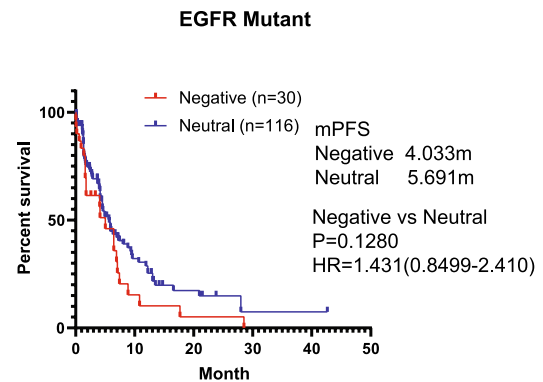 EGFR Mutant
Negative (n=30)
Neutral (n=116)
mPFS
Negative 4.033m
Neutral 5.691m
Negative vs Neutral
P=0.1280
HR=1.431(0.8499-2.410)
Percent survival
100
50
0
0 10 20 30 40 50
Month